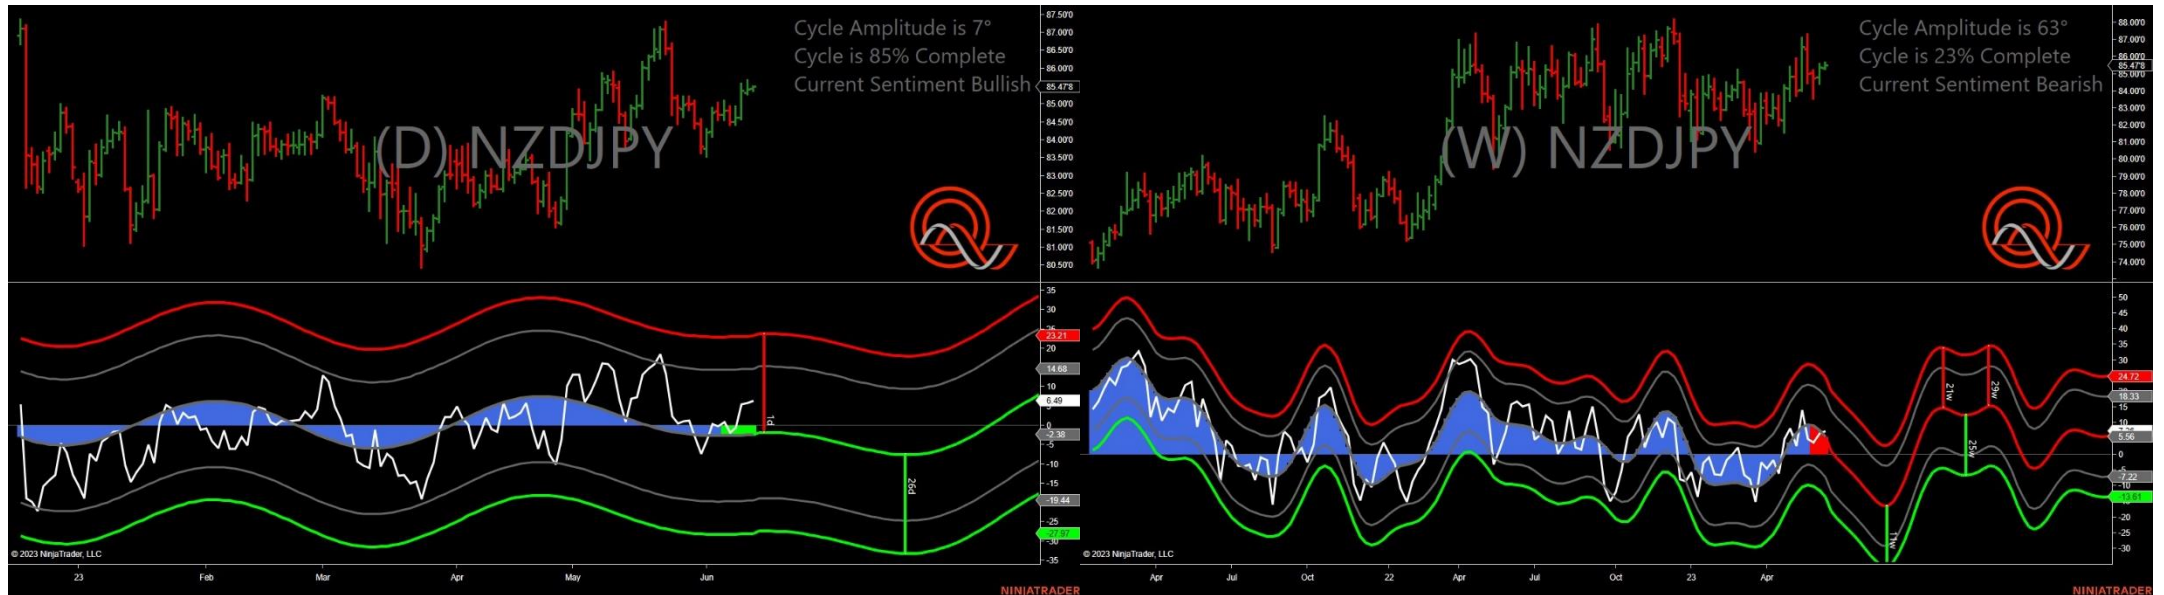 Cycle Amplitude is 7°
Cycle is 85% Complete
Current Sentiment Bullish
(D) NZDJPY
87.50'0
87.00'0
86.50'0
86.00'0
85.47'8
85.00'0
84.50'0
84.00'0
83.50'0
83.00'0
82.50'0
82.00'0
81.50'0
81.00'0
80.50'0
35
30
25
23.21
20
14.68
10
6.49
0
-2.38
-5
-10
-15
-19.44
-25
-27.97
-30
-35
1d
26d
© 2023 NinjaTrader, LLC
23
Feb
Mar
Apr
May
Jun
NINJATRADER
Cycle Amplitude is 63°
Cycle is 23% Complete
Current Sentiment Bearish
(W) NZDJPY
88.00'0
87.00'0
86.00'0
85.47'8
85.00'0
84.00'0
83.00'0
82.00'0
81.00'0
80.00'0
79.00'0
78.00'0
77.00'0
76.00'0
75.00'0
74.00'0
50
45
40
35
30
24.72
18.33
15
10
5.56
0
-5
-7.22
-10
-13.61
-20
-25
-30
21w
29w
25w
11w
© 2023 NinjaTrader, LLC
Apr
Jul
Oct
22
Apr
Jul
Oct
23
Apr
NINJATRADER